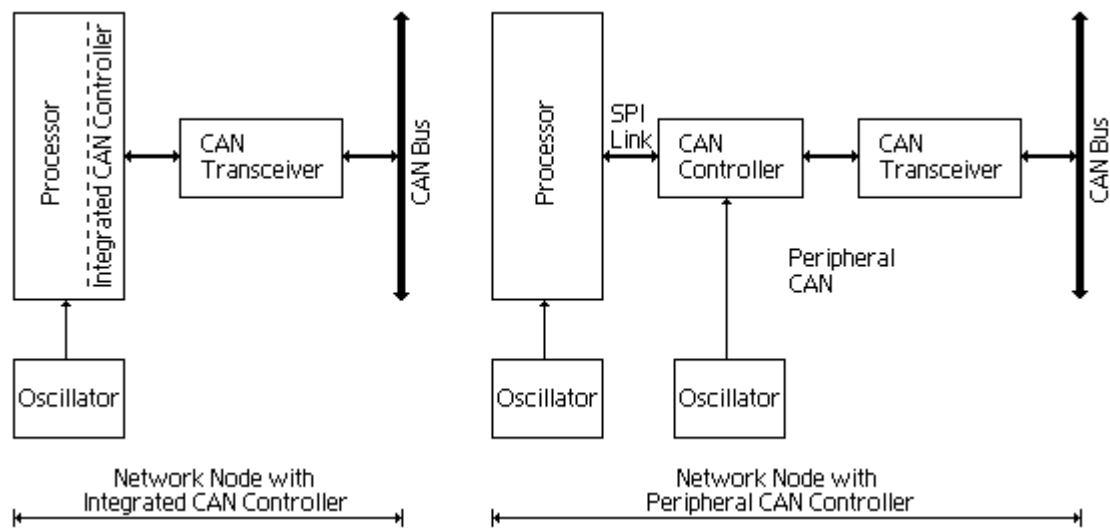 Processor
Integrated CAN Controller
CAN
Transceiver
CAN Bus
Oscillator
Network Node with
Integrated CAN Controller
Processor
SPI
Link
CAN
Controller
CAN
Transceiver
CAN Bus
Peripheral
CAN
Oscillator
Oscillator
Network Node with
Peripheral CAN Controller